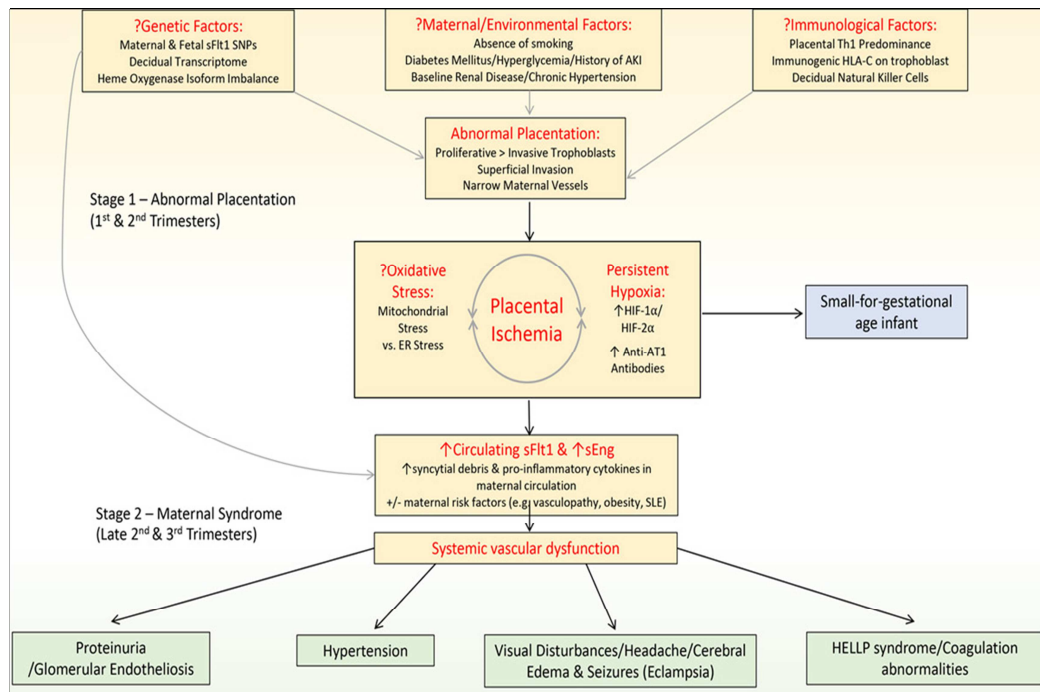 ?Genetic Factors:
Maternal & Fetal sFlt1 SNPs
Decidual Transcriptome
Heme Oxygenase Isoform Imbalance
?Maternal/Environmental Factors:
Absence of smoking
Diabetes Mellitus/Hyperglycemia/History of AKI
Baseline Renal Disease/Chronic Hypertension
?Immunological Factors:
Placental Th1 Predominance
Immunogenic HLA-C on trophoblast
Decidual Natural Killer Cells
Abnormal Placentation:
Proliferative > Invasive Trophoblasts
Superficial Invasion
Narrow Maternal Vessels
Stage 1 – Abnormal Placentation
(1st & 2nd Trimesters)
?Oxidative
Stress:
Mitochondrial
Stress
vs. ER Stress
Placental
Ischemia
Persistent
Hypoxia:
↑HIF-1α/
HIF-2α
↑ Anti-AT1
Antibodies
Small-for-gestational
age infant
↑Circulating sFlt1 & ↑sEng
↑syncytial debris & pro-inflammatory cytokines in
maternal circulation
+/- maternal risk factors (e.g. vasculopathy, obesity, SLE)
Stage 2 – Maternal Syndrome
(Late 2nd & 3rd Trimesters)
Systemic vascular dysfunction
Proteinuria
/Glomerular Endotheliosis
Hypertension
Visual Disturbances/Headache/Cerebral
Edema & Seizures (Eclampsia)
HELLP syndrome/Coagulation
abnormalities